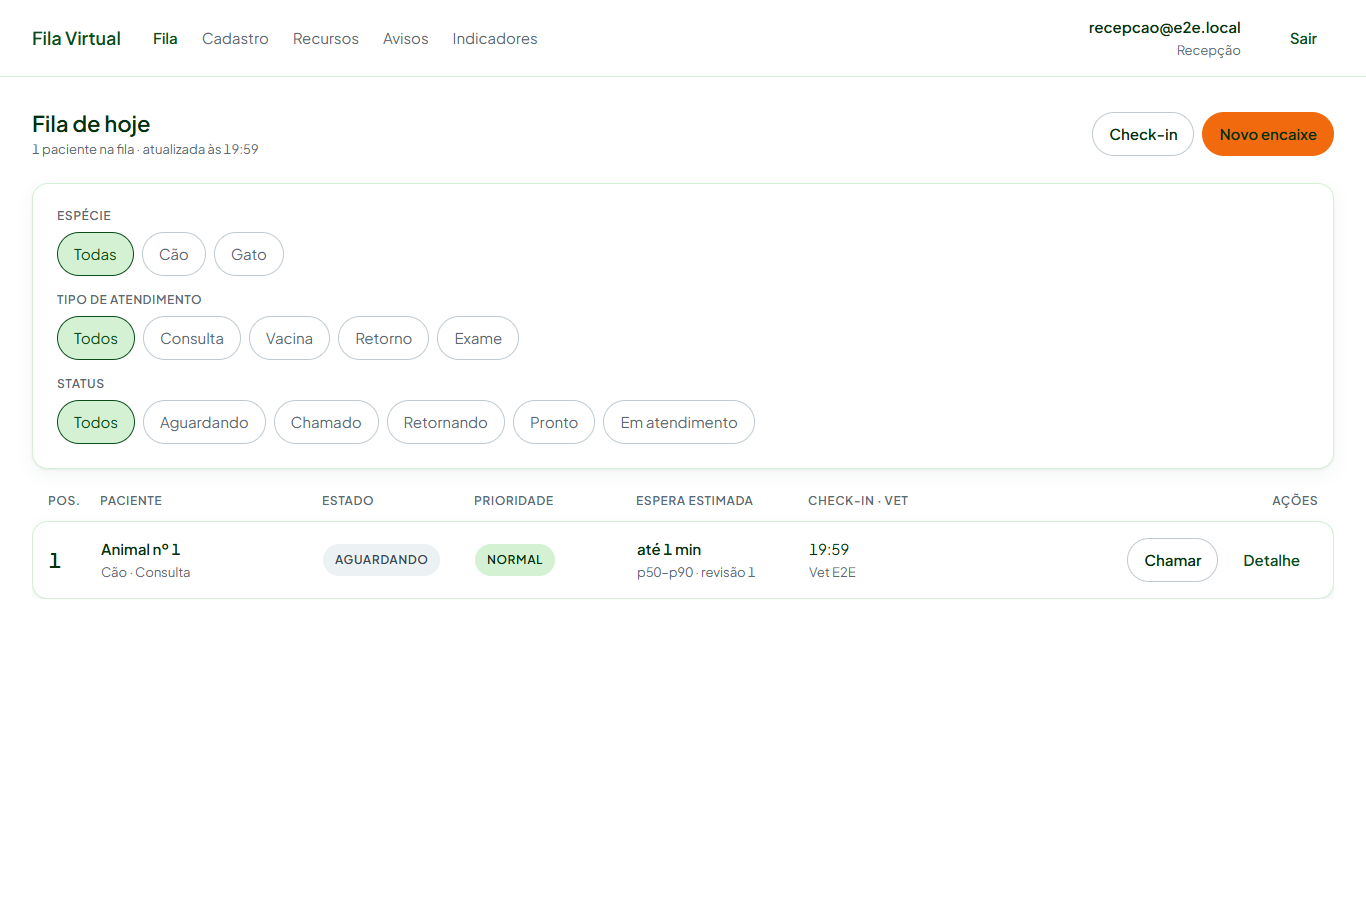 Fila Virtual Fila Cadastro Recursos Avisos Indicadores recepcao@e2e.local Sair
Recepção
Fila de hoje
1 paciente na fila · atualizada às 19:59
Check-in Novo encaixe
ESPÉCIE
Todas Cão Gato
TIPO DE ATENDIMENTO
Todos Consulta Vacina Retorno Exame
STATUS
Todos Aguardando Chamado Retornando Pronto Em atendimento
POS. PACIENTE ESTADO PRIORIDADE ESPERA ESTIMADA CHECK-IN · VET AÇÕES
1 Animal nº 1 AGUARDANDO NORMAL até 1 min 19:59 Chamar Detalhe
Cão · Consulta p50–p90 · revisão 1 Vet E2E